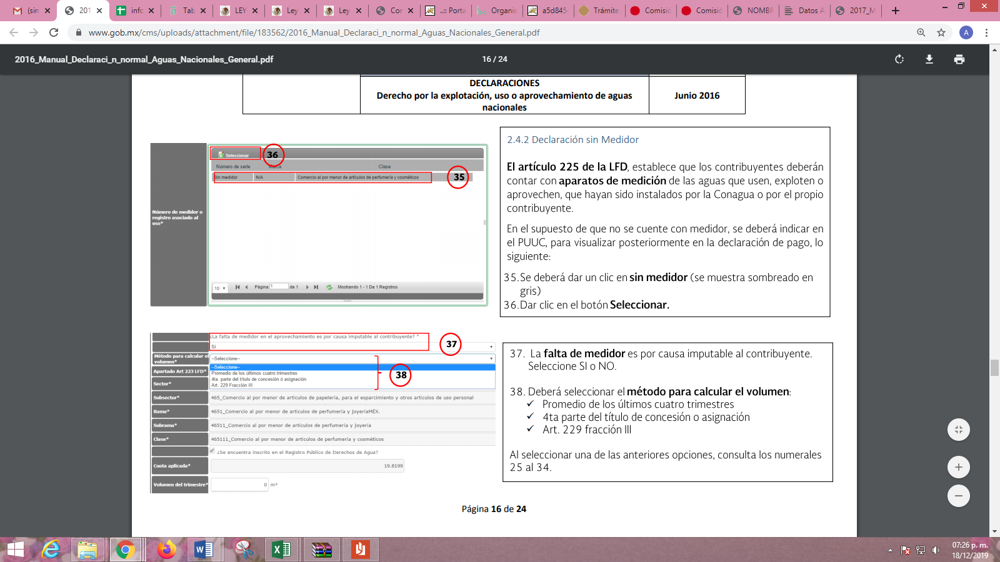 (sin
201
info
Tab
LEY
Ley
Ley
Cor
..:: Porta
Organis
a5d845
Trámite
Comisió
Comisió
NOMBR
Datos A
2017_M
www.gob.mx/cms/uploads/attachment/file/183562/2016_Manual_Declaraci_n_normal_Aguas_Nacionales_General.pdf
A
2016_Manual_Declaraci_n_normal_Aguas_Nacionales_General.pdf
16 / 24
DECLARACIONES
Derecho por la explotación, uso o aprovechamiento de aguas
nacionales
Junio 2016
Seleccionar
36
Número de serie Marca Clase
Sin medidor N/A Comercio al por menor de artículos de perfumería y cosméticos
35
Número de medidor o
registro asociado al
uso*
10 Página 1 de 1 Mostrando 1 - 1 De 1 Registros
2.4.2 Declaración sin Medidor
El artículo 225 de la LFD, establece que los contribuyentes deberán
contar con aparatos de medición de las aguas que usen, exploten o
aprovechen, que hayan sido instalados por la Conagua o por el propio
contribuyente.
En el supuesto de que no se cuente con medidor, se deberá indicar en
el PUUC, para visualizar posteriormente en la declaración de pago, lo
siguiente:
35. Se deberá dar un clic en sin medidor (se muestra sombreado en
gris)
36. Dar clic en el botón Seleccionar.
¿La falta de medidor en el aprovechamiento es por causa imputable al contribuyente? *
Si
37
Método para calcular el
volumen*
--Seleccione--
--Seleccione--
Promedio de los últimos cuatro trimestres
4ta. parte del título de concesión ó asignación
Art. 229 Fracción III
38
Apartado Art 223 LFD*
Sector*
Subsector* 465_Comercio al por menor de artículos de papelería, para el esparcimiento y otros artículos de uso personal
Rama* 4651_Comercio al por menor de artículos de perfumería y joyeríaMÉX.
Subrama* 46511_Comercio al por menor de artículos de perfumería y joyería
Clase* 465111_Comercio al por menor de artículos de perfumería y cosméticos
¿Se encuentra inscrito en el Registro Público de Derechos de Agua?
Cuota aplicada* 19.8199
Volumen del trimestre* 0 m³
37. La falta de medidor es por causa imputable al contribuyente.
Seleccione SI o NO.
38. Deberá seleccionar el método para calcular el volumen:
✓ Promedio de los últimos cuatro trimestres
✓ 4ta parte del título de concesión o asignación
✓ Art. 229 fracción III
Al seleccionar una de las anteriores opciones, consulta los numerales
25 al 34.
Página 16 de 24
07:26 p. m.
18/12/2019